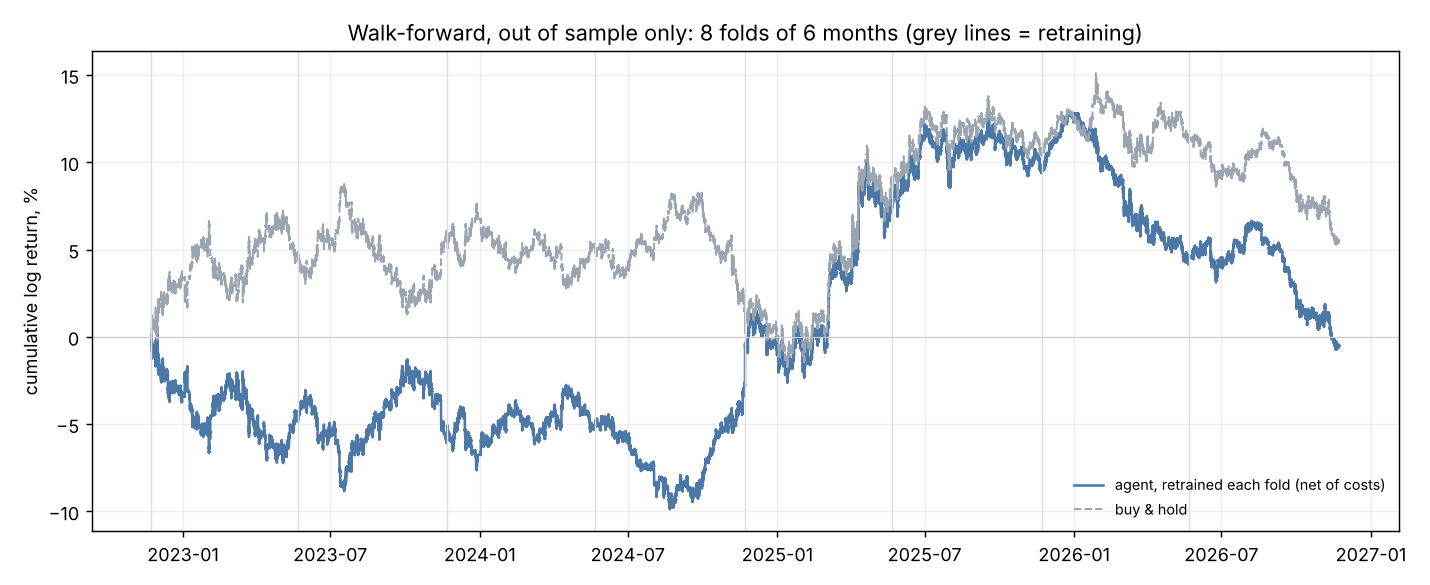 Walk-forward, out of sample only: 8 folds of 6 months (grey lines = retraining)
cumulative log return, %
15
10
5
0
−5
−10
agent, retrained each fold (net of costs)
buy & hold
2023-01 2023-07 2024-01 2024-07 2025-01 2025-07 2026-01 2026-07 2027-01